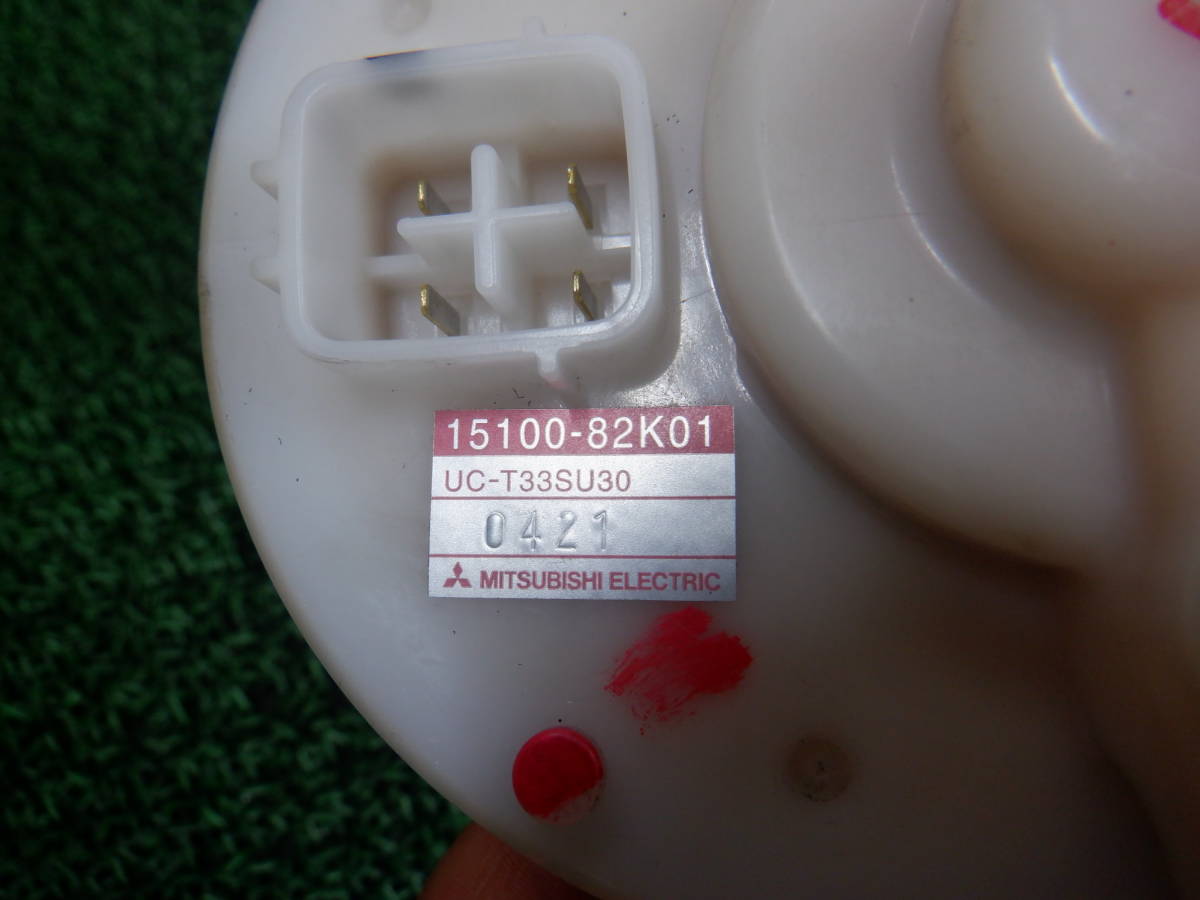 15100-82K01
UC-T33SU30
0421
MITSUBISHI ELECTRIC